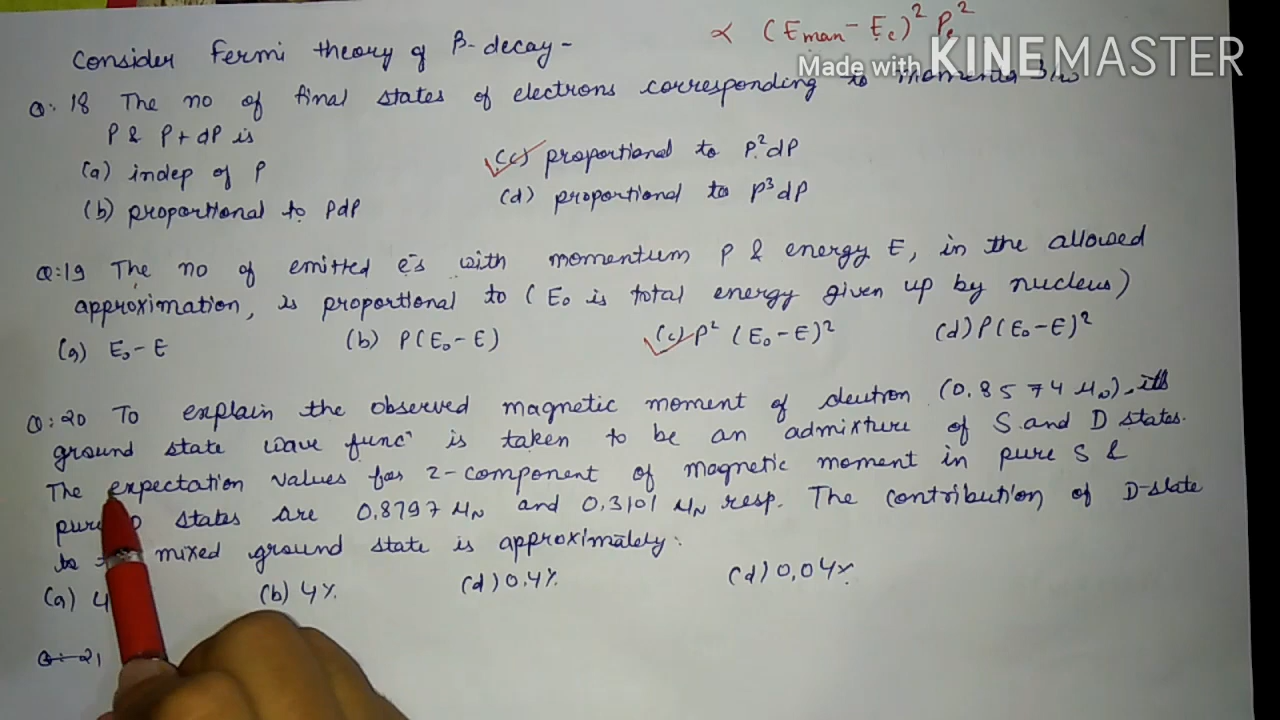 ∝ (Eman - Ee)² Pe²
Made with KINEMASTER
Consider Fermi theory of β-decay-
Q: 18 The no of final states of electrons corresponding to momenta b/w
P & P+dP is
(a) indep of P
(c) proportional to P²dP
(b) proportional to PdP
(d) proportional to P³dP
Q:19 The no of emitted e⁻s with momentum P & energy E, in the allowed
approximation, is proportional to (E₀ is total energy given up by nucleus)
(a) E₀-E (b) P(E₀-E) (c) P² (E₀-E)² (d) P(E₀-E)²
Q:20 To explain the observed magnetic moment of deutron (0.8574 μN), its
ground state wave func is taken to be an admixture of S and D states.
The expectation values for z-component of magnetic moment in pure S &
states are 0.8797 μN and 0.3101 μN resp. The contribution of D-state
mixed ground state is approximately:
(a) 4 (b) 4% (d) 0.4% (d) 0.04%
Q: 21